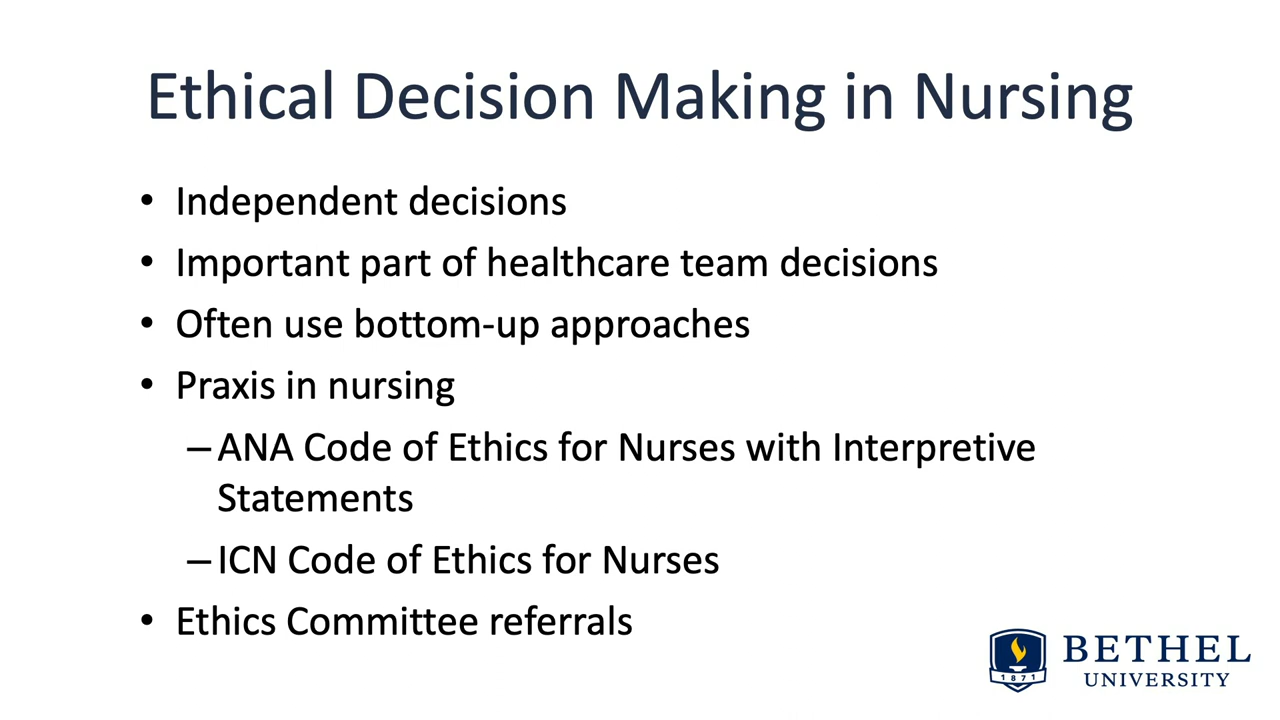 Ethical Decision Making in Nursing
• Independent decisions
• Important part of healthcare team decisions
• Often use bottom-up approaches
• Praxis in nursing
– ANA Code of Ethics for Nurses with Interpretive
Statements
– ICN Code of Ethics for Nurses
• Ethics Committee referrals
1871
BETHEL
UNIVERSITY